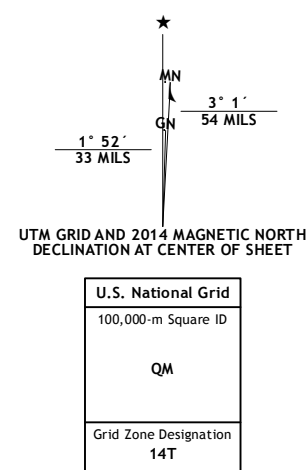 ★
MN
3° 1´
54 MILS
GN
1° 52´
33 MILS
UTM GRID AND 2014 MAGNETIC NORTH
DECLINATION AT CENTER OF SHEET
U.S. National Grid
100,000-m Square ID
QM
Grid Zone Designation
14T